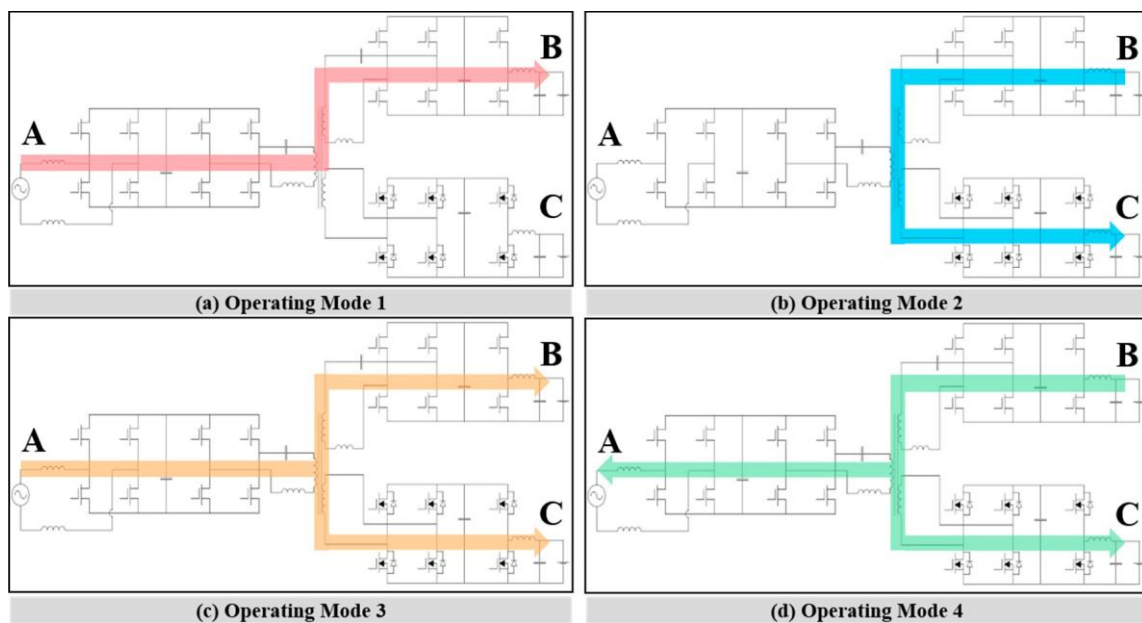 B
A
C
(a) Operating Mode 1
B
A
C
(b) Operating Mode 2
B
A
C
(c) Operating Mode 3
B
A
C
(d) Operating Mode 4